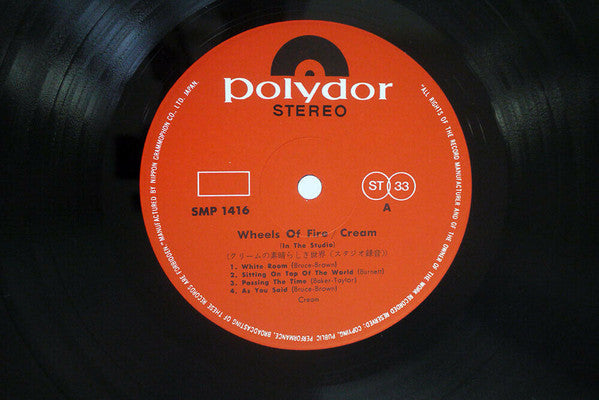 polydor
STEREO
SMP 1416
ST 33
A
Wheels Of Fire / Cream
(In The Studio)
(クリームの素晴らしき世界(スタジオ録音))
1. White Room (Bruce-Brown)
2. Sitting On Top Of The World (Burnett)
3. Passing The Time (Baker-Taylor)
4. As You Said (Bruce-Brown)
Cream
"ALL RIGHTS OF THE RECORD MANUFACTURER AND OF THE OWNER OF THE WORK RECORDED RESERVED: COPYING, PUBLIC PERFORMANCE, BROADCASTING OF THESE RECORDS ARE FORBIDDEN" MANUFACTURED BY NIPPON GRAMMOPHON CO., LTD. JAPAN.